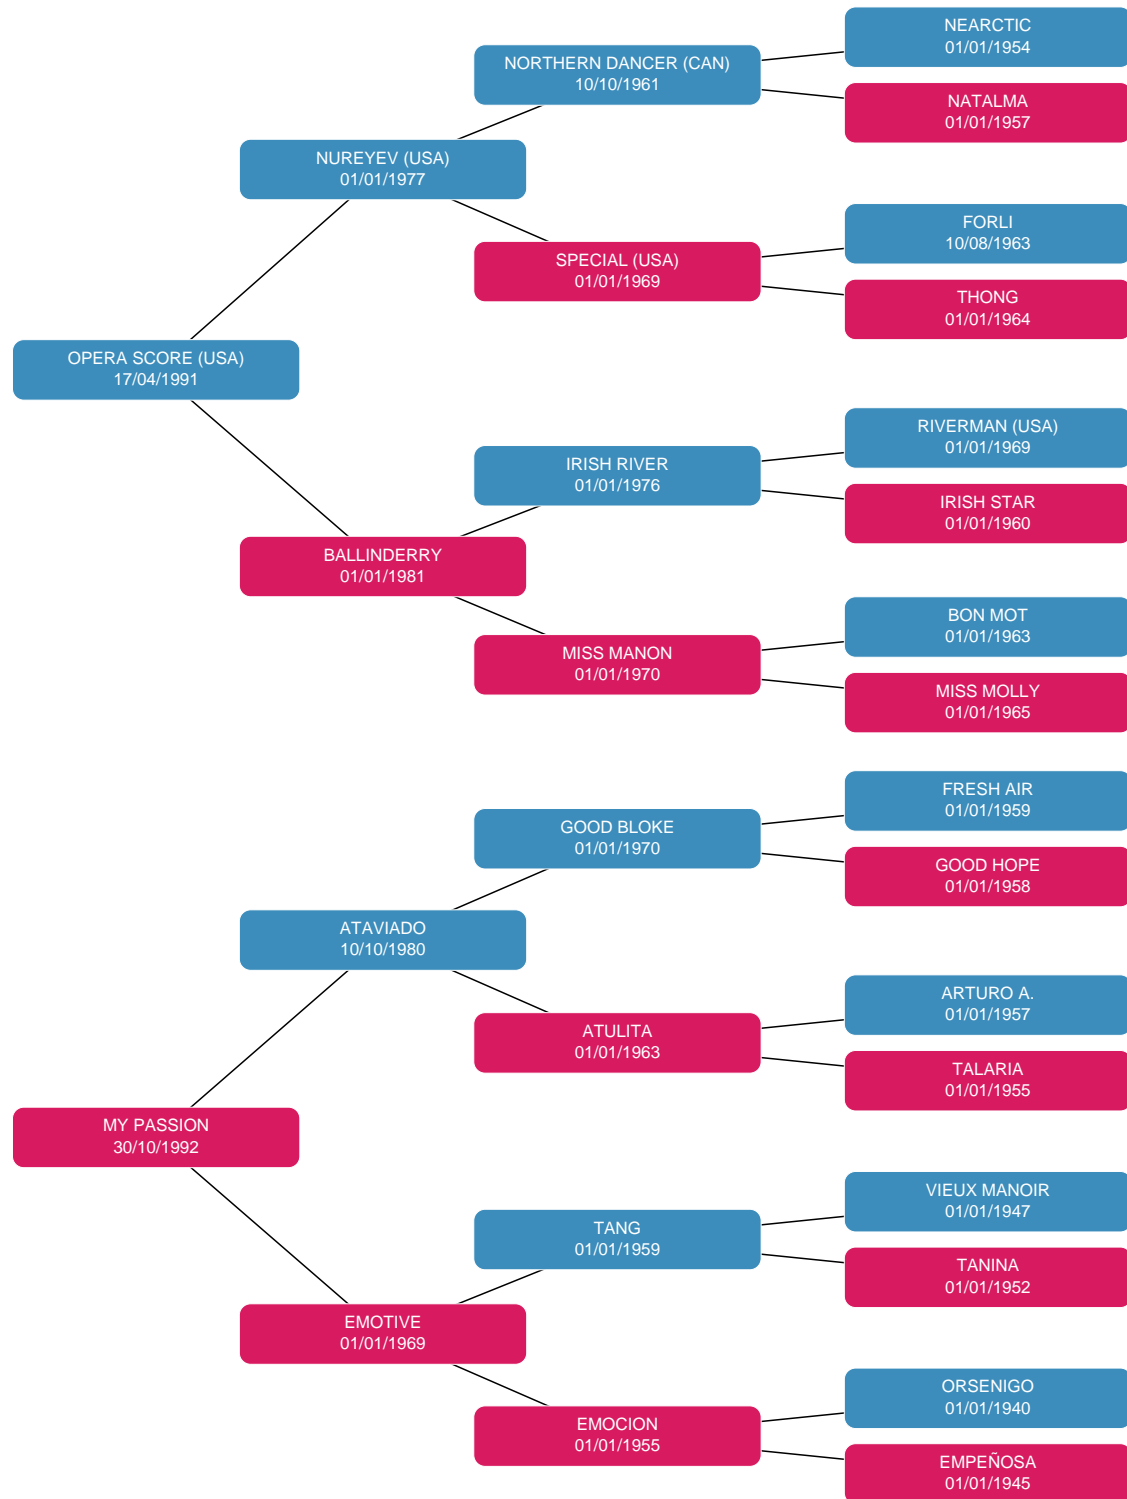 NEARCTIC
01/01/1954
NORTHERN DANCER (CAN)
10/10/1961
NATALMA
01/01/1957
NUREYEV (USA)
01/01/1977
FORLI
10/08/1963
SPECIAL (USA)
01/01/1969
THONG
01/01/1964
OPERA SCORE (USA)
17/04/1991
RIVERMAN (USA)
01/01/1969
IRISH RIVER
01/01/1976
IRISH STAR
01/01/1960
BALLINDERRY
01/01/1981
BON MOT
01/01/1963
MISS MANON
01/01/1970
MISS MOLLY
01/01/1965
FRESH AIR
01/01/1959
GOOD BLOKE
01/01/1970
GOOD HOPE
01/01/1958
ATAVIADO
10/10/1980
ARTURO A.
01/01/1957
ATULITA
01/01/1963
TALARIA
01/01/1955
MY PASSION
30/10/1992
VIEUX MANOIR
01/01/1947
TANG
01/01/1959
TANINA
01/01/1952
EMOTIVE
01/01/1969
ORSENIGO
01/01/1940
EMOCION
01/01/1955
EMPEÑOSA
01/01/1945